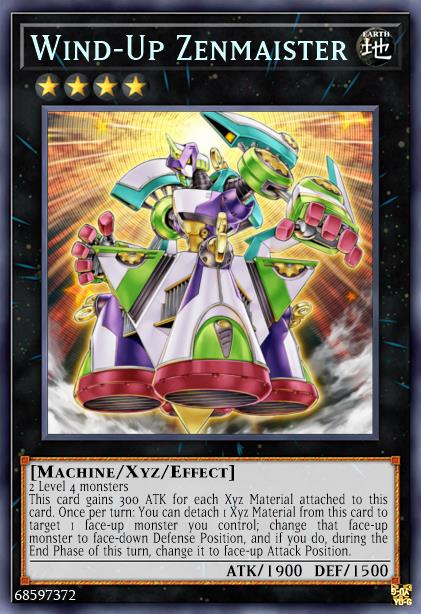 WIND-UP ZENMAISTER
EARTH
地
[MACHINE/XYZ/EFFECT]
2 Level 4 monsters
This card gains 300 ATK for each Xyz Material attached to this
card. Once per turn: You can detach 1 Xyz Material from this card to
target 1 face-up monster you control; change that face-up
monster to face-down Defense Position, and if you do, during the
End Phase of this turn, change it to face-up Attack Position.
ATK/1900 DEF/1500
68597372